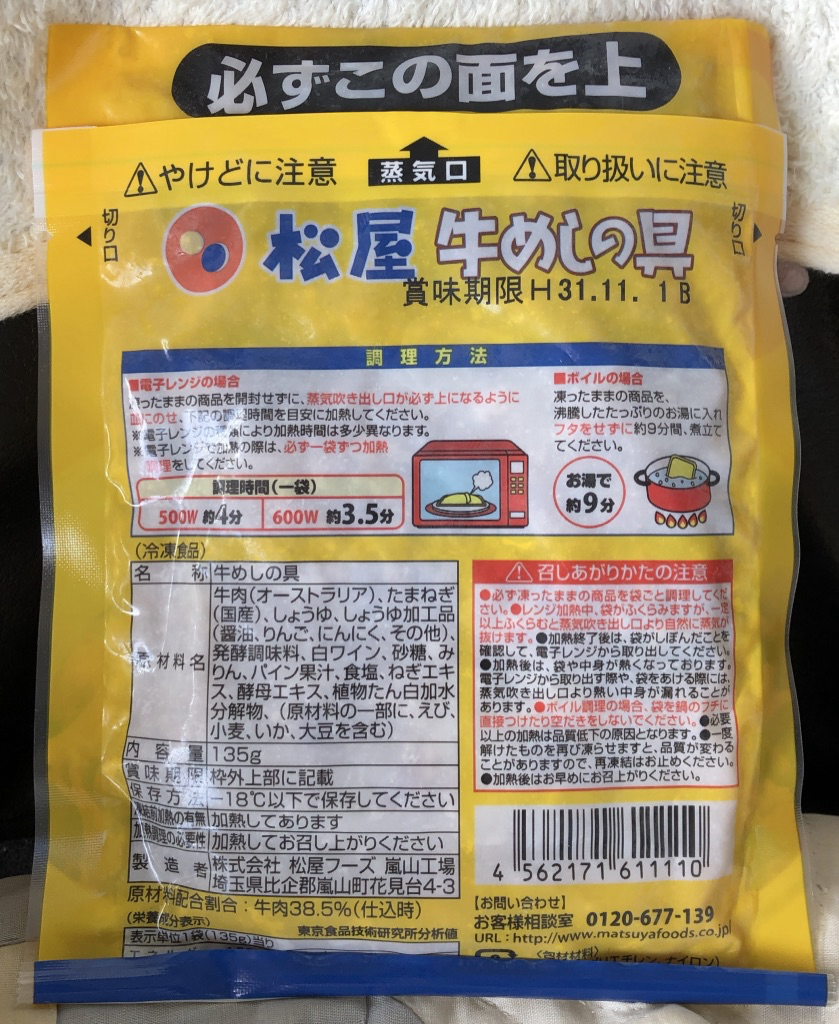 必ずこの面を上
やけどに注意
蒸気口
取り扱いに注意
切り口
切り口
松屋 牛めしの具
賞味期限H31.11. 1B
調理方法
■電子レンジの場合
凍ったままの商品を開封せずに、蒸気吹き出し口が必ず上になるように
皿にのせ、下記の調理時間を目安に加熱してください。
※電子レンジの種類により加熱時間は多少異なります。
※電子レンジで加熱の際は、必ず一袋ずつ加熱
調理をしてください。
調理時間(一袋)
500W 約4分 600W 約3.5分
■ボイルの場合
凍ったままの商品を、
沸騰したたっぷりのお湯に入れ
フタをせずに約9分間、煮立て
てください。
お湯で
約9分
(冷凍食品)
名称 牛めしの具
原材料名 牛肉(オーストラリア)、たまねぎ
(国産)、しょうゆ、しょうゆ加工品
(醤油、りんご、にんにく、その他)、
発酵調味料、白ワイン、砂糖、み
りん、パイン果汁、食塩、ねぎエキ
ス、酵母エキス、植物たん白加水
分解物、(原材料の一部に、えび、
小麦、いか、大豆を含む)
内容量 135g
賞味期限 枠外上部に記載
保存方法 -18℃以下で保存してください
凍結前加熱の有無 加熱してあります
加熱調理の必要性 加熱してお召し上がりください
製造者 株式会社 松屋フーズ 嵐山工場
埼玉県比企郡嵐山町花見台4-3
原材料配合割合:牛肉38.5%(仕込時)
(栄養成分表示)
東京食品技術研究所分析値
表示単位1袋(135g)当り
召しあがりかたの注意
●必ず凍ったままの商品を袋ごと調理してくだ
さい。●レンジ加熱中、袋がふくらみますが、一定
以上ふくらむと蒸気吹き出し口より自然に蒸気が
抜けます。●加熱終了後は、袋がしぼんだことを
確認して、電子レンジから取り出してください。
●加熱後は、袋や中身が熱くなっております。
電子レンジから取り出す際や、袋をあける際には、
蒸気吹き出し口より熱い中身が漏れることが
あります。●ボイル調理の場合、袋を鍋のフチに
直接つけたり空だきをしないでください。●必要
以上の加熱は品質低下の原因となります。●一度
解けたものを再び凍らせますと、品質が変わる
ことがありますので、再凍結はお止めください。
●加熱後はお早めにお召上がりください。
4 562171 611110
【お問い合わせ】
お客様相談室 0120-677-139
URL:http://www.matsuyafoods.co.jp